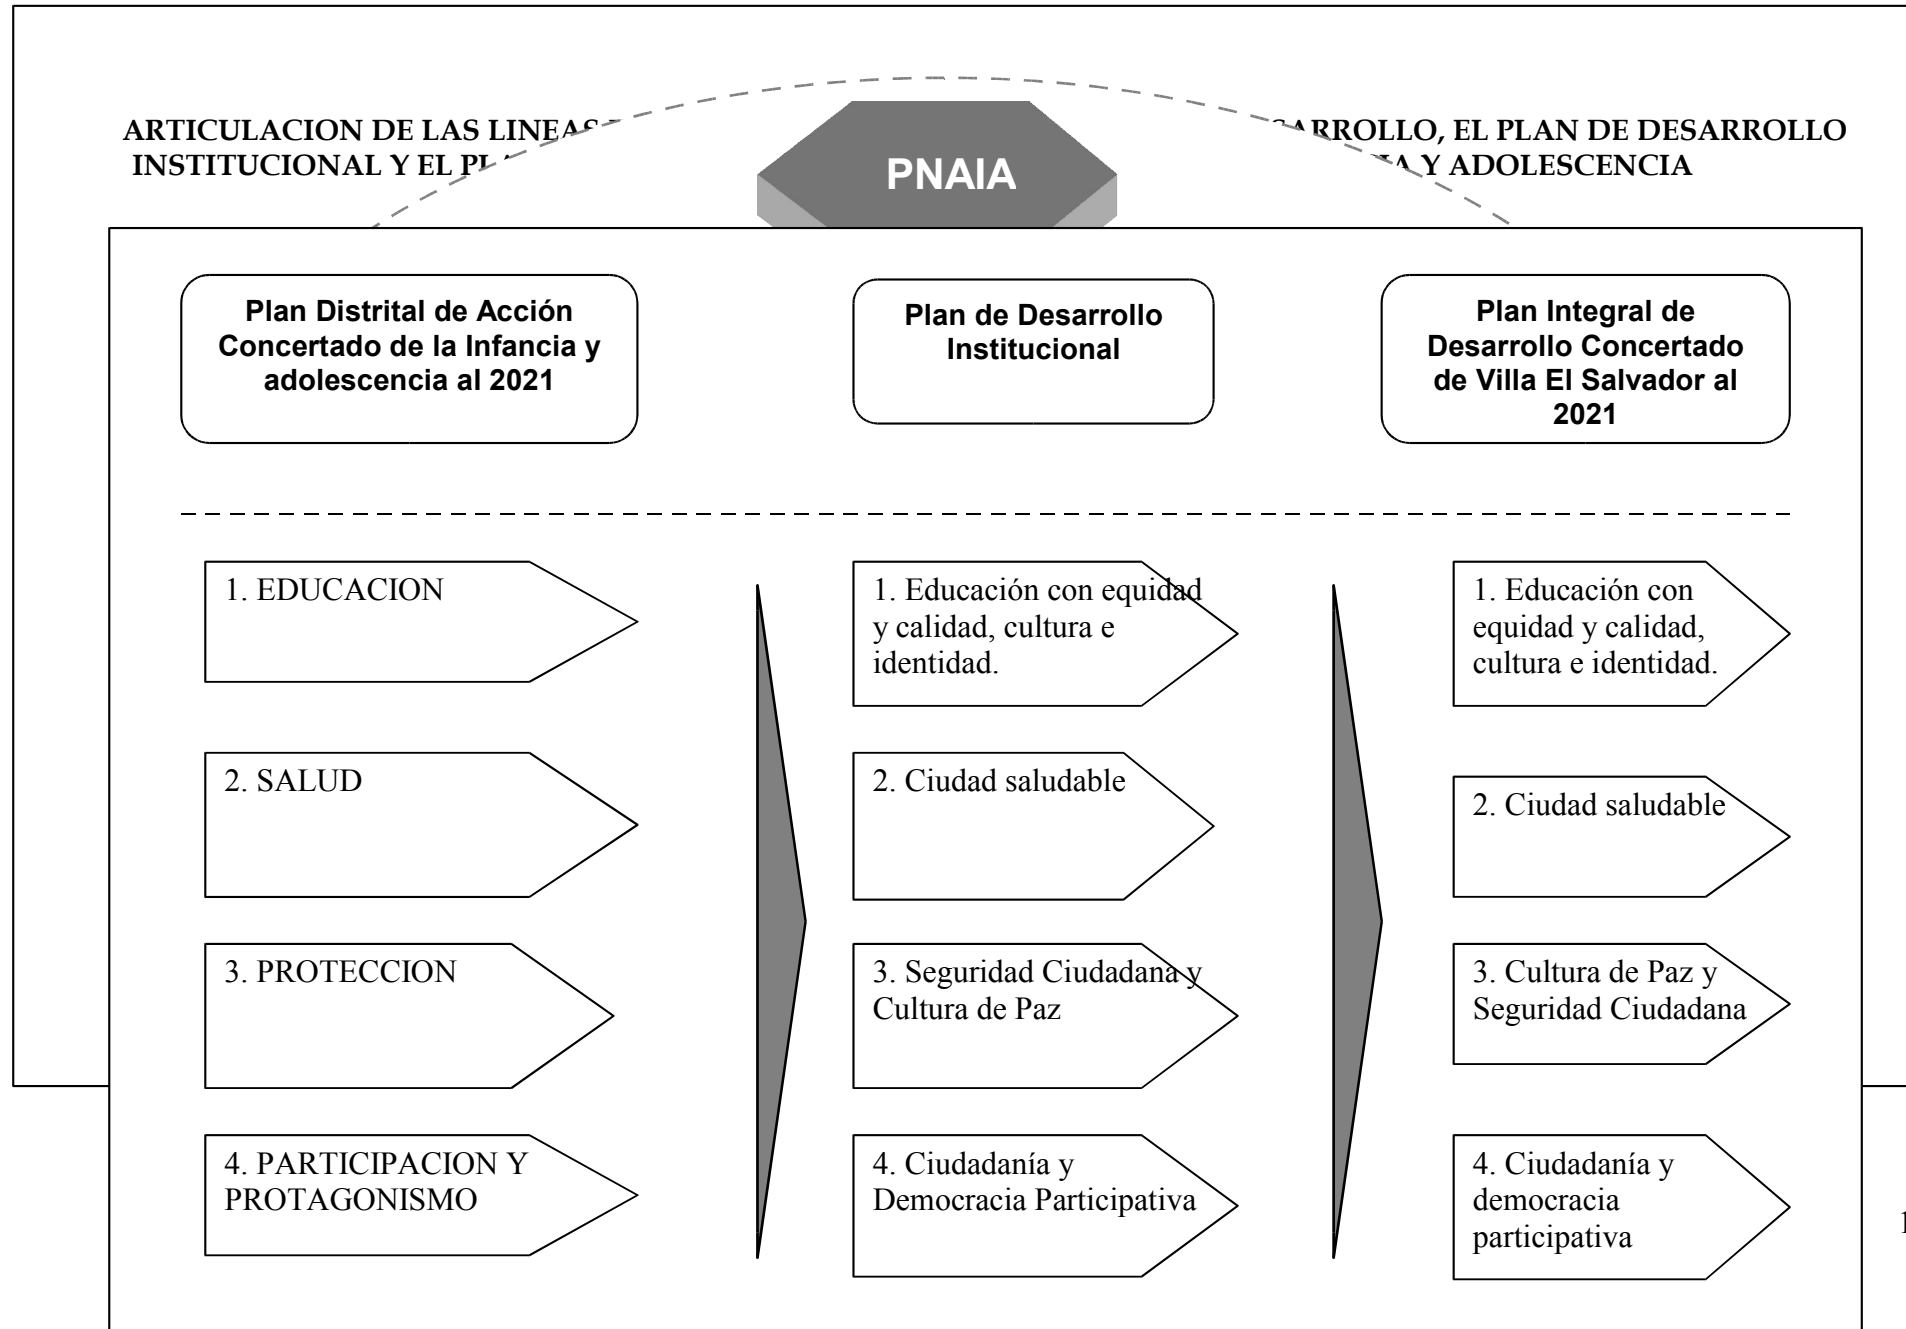 ARTICULACION DE LAS LINEAS
SARROLLO, EL PLAN DE DESARROLLO
INSTITUCIONAL Y EL
Y ADOLESCENCIA
PNAIA
Plan Distrital de Acción
Concertado de la Infancia y
adolescencia al 2021
Plan de Desarrollo
Institucional
Plan Integral de
Desarrollo Concertado
de Villa El Salvador al
2021
1. EDUCACION
1. Educación con equidad
y calidad, cultura e
identidad.
1. Educación con
equidad y calidad,
cultura e identidad.
2. SALUD
2. Ciudad saludable
2. Ciudad saludable
3. PROTECCION
3. Seguridad Ciudadana y
Cultura de Paz
3. Cultura de Paz y
Seguridad Ciudadana
4. PARTICIPACION Y
PROTAGONISMO
4. Ciudadanía y
Democracia Participativa
4. Ciudadanía y
democracia
participativa